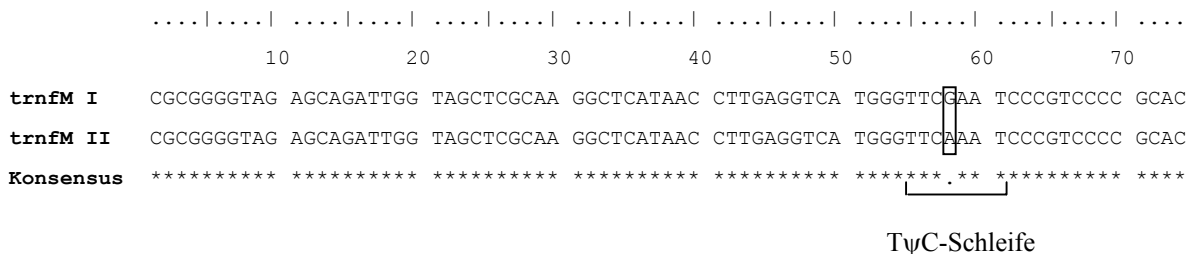 ....|....| ....|....| ....|....| ....|....| ....|....| ....|....| ....|....| ....
10 20 30 40 50 60 70
trnfM I CGCGGGGTAG AGCAGATTGG TAGCTCGCAA GGCTCATAAC CTTGAGGTCA TGGGTTCGAA TCCCGTCCCC GCAC
trnfM II CGCGGGGTAG AGCAGATTGG TAGCTCGCAA GGCTCATAAC CTTGAGGTCA TGGGTTCAAA TCCCGTCCCC GCAC
Konsensus ********** ********** ********** ********** ********** *******.** ********** ****
TψC-Schleife